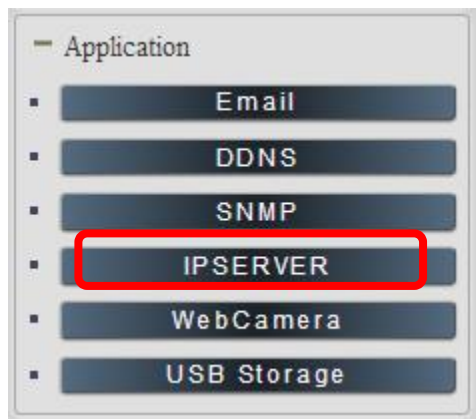 Application
Email
DDNS
SNMP
IPSERVER
WebCamera
USB Storage